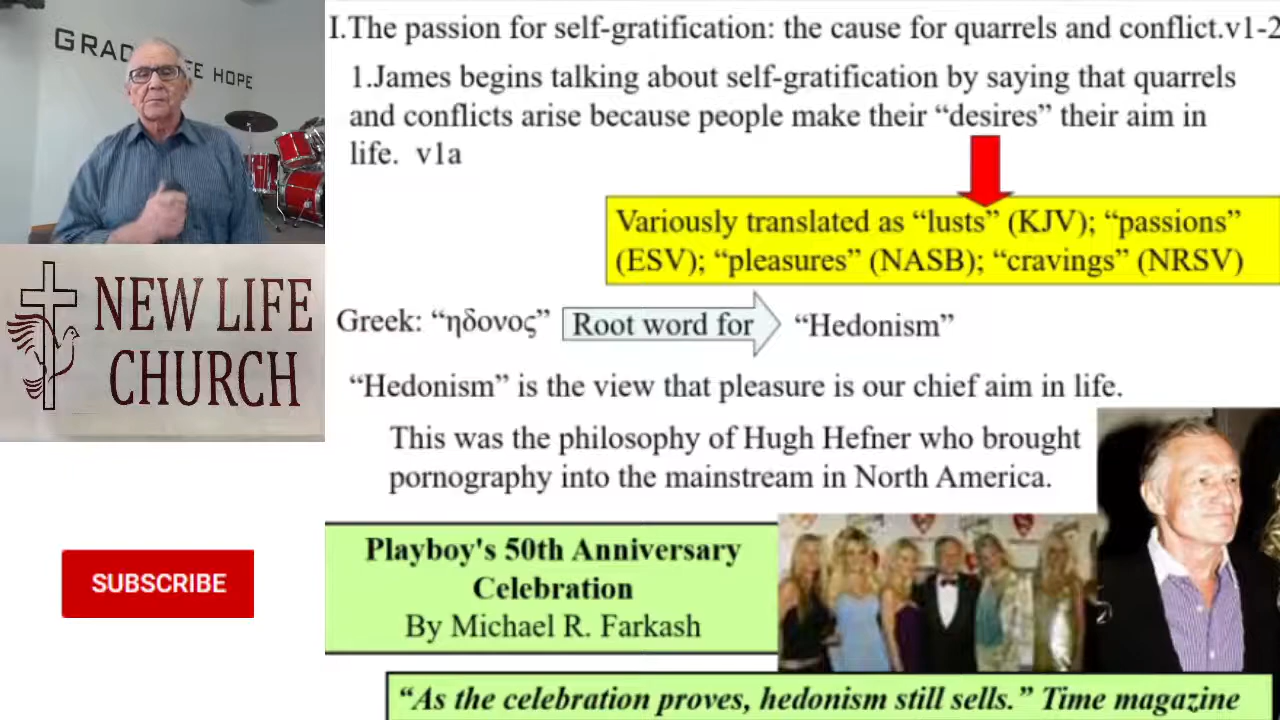 GRAC FE HOPE
NEW LIFE
CHURCH
SUBSCRIBE
I.The passion for self-gratification: the cause for quarrels and conflict.v1-2
1.James begins talking about self-gratification by saying that quarrels
and conflicts arise because people make their “desires” their aim in
life. v1a
Variously translated as “lusts” (KJV); “passions”
(ESV); “pleasures” (NASB); “cravings” (NRSV)
Greek: “ηδονος” Root word for “Hedonism”
“Hedonism” is the view that pleasure is our chief aim in life.
This was the philosophy of Hugh Hefner who brought
pornography into the mainstream in North America.
Playboy's 50th Anniversary
Celebration
By Michael R. Farkash
“As the celebration proves, hedonism still sells.” Time magazine